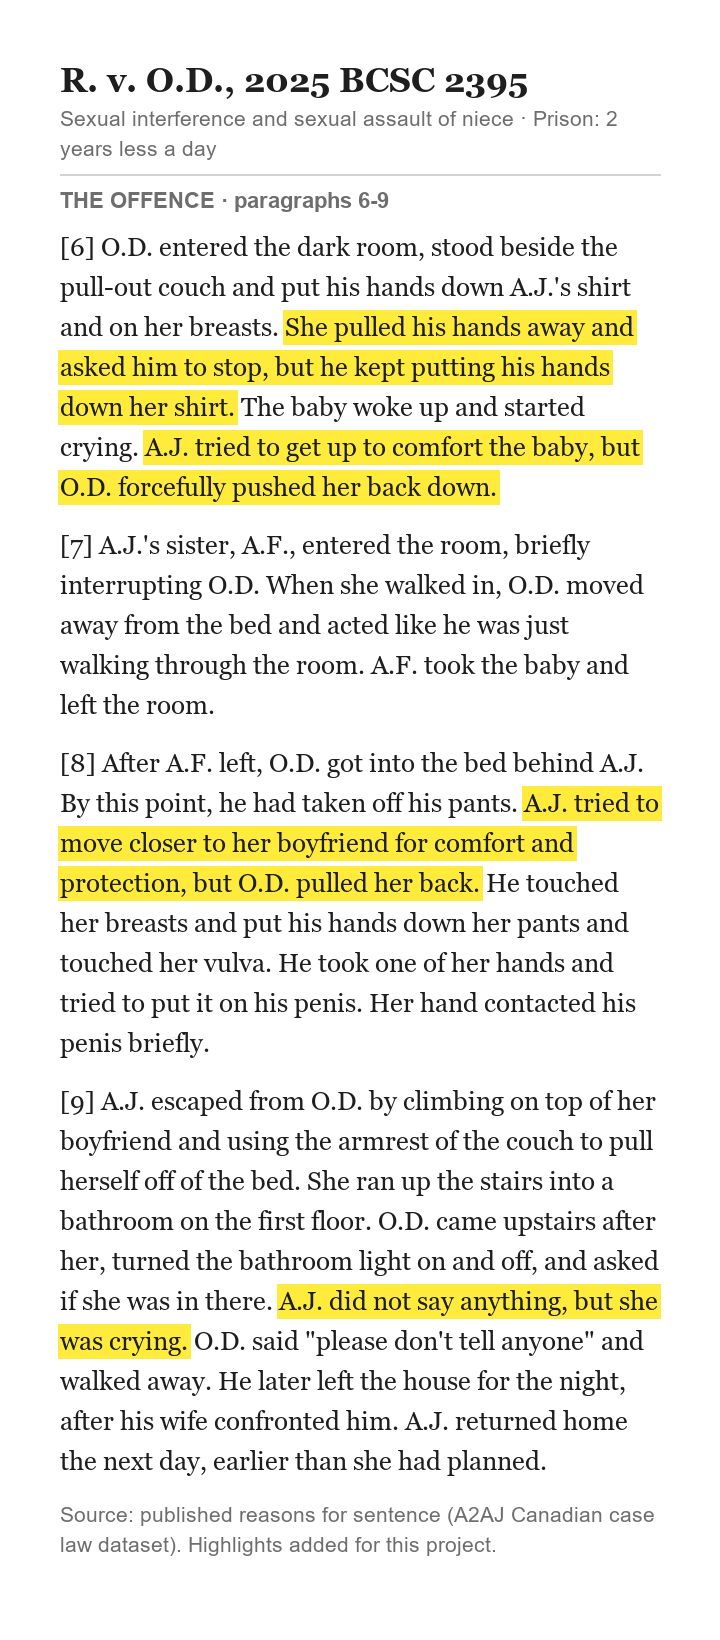 R. v. O.D., 2025 BCSC 2395
Sexual interference and sexual assault of niece · Prison: 2
years less a day
THE OFFENCE · paragraphs 6-9
[6] O.D. entered the dark room, stood beside the
pull-out couch and put his hands down A.J.'s shirt
and on her breasts. She pulled his hands away and
asked him to stop, but he kept putting his hands
down her shirt. The baby woke up and started
crying. A.J. tried to get up to comfort the baby, but
O.D. forcefully pushed her back down.
[7] A.J.'s sister, A.F., entered the room, briefly
interrupting O.D. When she walked in, O.D. moved
away from the bed and acted like he was just
walking through the room. A.F. took the baby and
left the room.
[8] After A.F. left, O.D. got into the bed behind A.J.
By this point, he had taken off his pants. A.J. tried to
move closer to her boyfriend for comfort and
protection, but O.D. pulled her back. He touched
her breasts and put his hands down her pants and
touched her vulva. He took one of her hands and
tried to put it on his penis. Her hand contacted his
penis briefly.
[9] A.J. escaped from O.D. by climbing on top of her
boyfriend and using the armrest of the couch to pull
herself off of the bed. She ran up the stairs into a
bathroom on the first floor. O.D. came upstairs after
her, turned the bathroom light on and off, and asked
if she was in there. A.J. did not say anything, but she
was crying. O.D. said "please don't tell anyone" and
walked away. He later left the house for the night,
after his wife confronted him. A.J. returned home
the next day, earlier than she had planned.
Source: published reasons for sentence (A2AJ Canadian case
law dataset). Highlights added for this project.